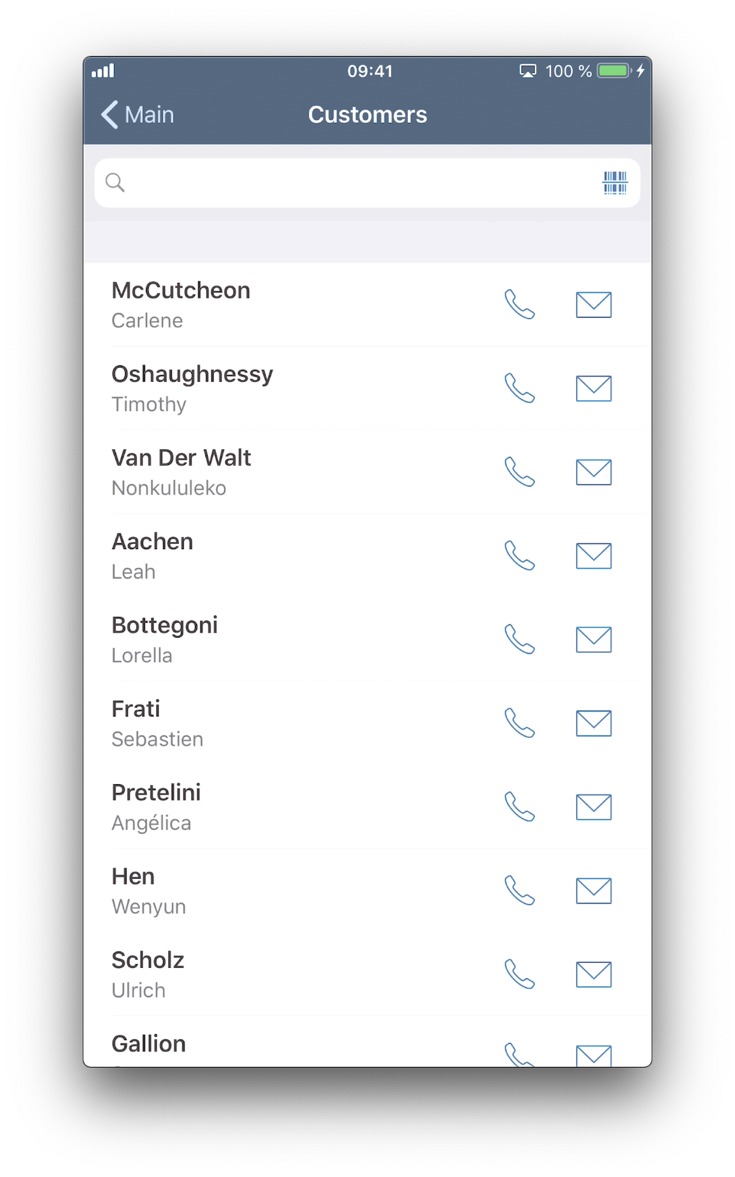 09:41
100 %
Main
Customers
McCutcheon
Carlene
Oshaughnessy
Timothy
Van Der Walt
Nonkululeko
Aachen
Leah
Bottegoni
Lorella
Frati
Sebastien
Pretelini
Angélica
Hen
Wenyun
Scholz
Ulrich
Gallion